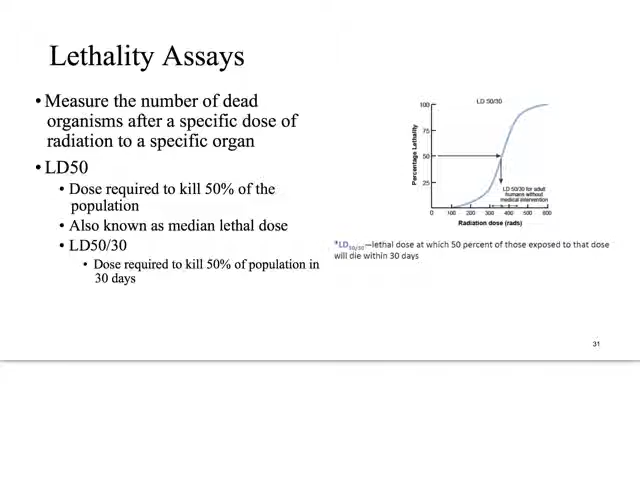 Lethality Assays
• Measure the number of dead
organisms after a specific dose of
radiation to a specific organ
• LD50
• Dose required to kill 50% of the
population
• Also known as median lethal dose
• LD50/30
• Dose required to kill 50% of population in
30 days
LD 50/30
Percentage Lethality
100
75
50
25
LD 50/30 for adult
humans without
medical intervention
0 100 200 300 400 500 600
Radiation dose (rads)
*LD50/30—lethal dose at which 50 percent of those exposed to that dose
will die within 30 days
31